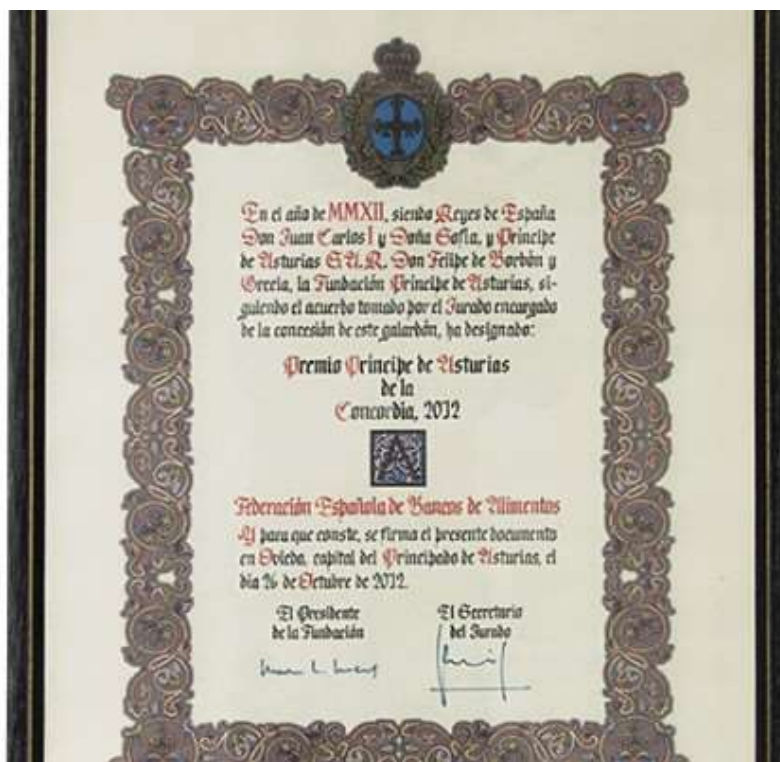 En el año de MMXII, siendo Reyes de España
Don Juan Carlos I y Doña Sofía, y Príncipe
de Asturias S.A.R. Don Felipe de Borbón y
Grecia, la Fundación Príncipe de Asturias, si-
guiendo el acuerdo tomado por el Jurado encargado
de la concesión de este galardón, ha designado:
Premio Príncipe de Asturias
de la
Concordia, 2012
A
Federación Española de Bancos de Alimentos
Y para que conste, se firma el presente documento
en Oviedo, capital del Principado de Asturias, el
día 26 de Octubre de 2012.
El Presidente El Secretario
de la Fundación del Jurado